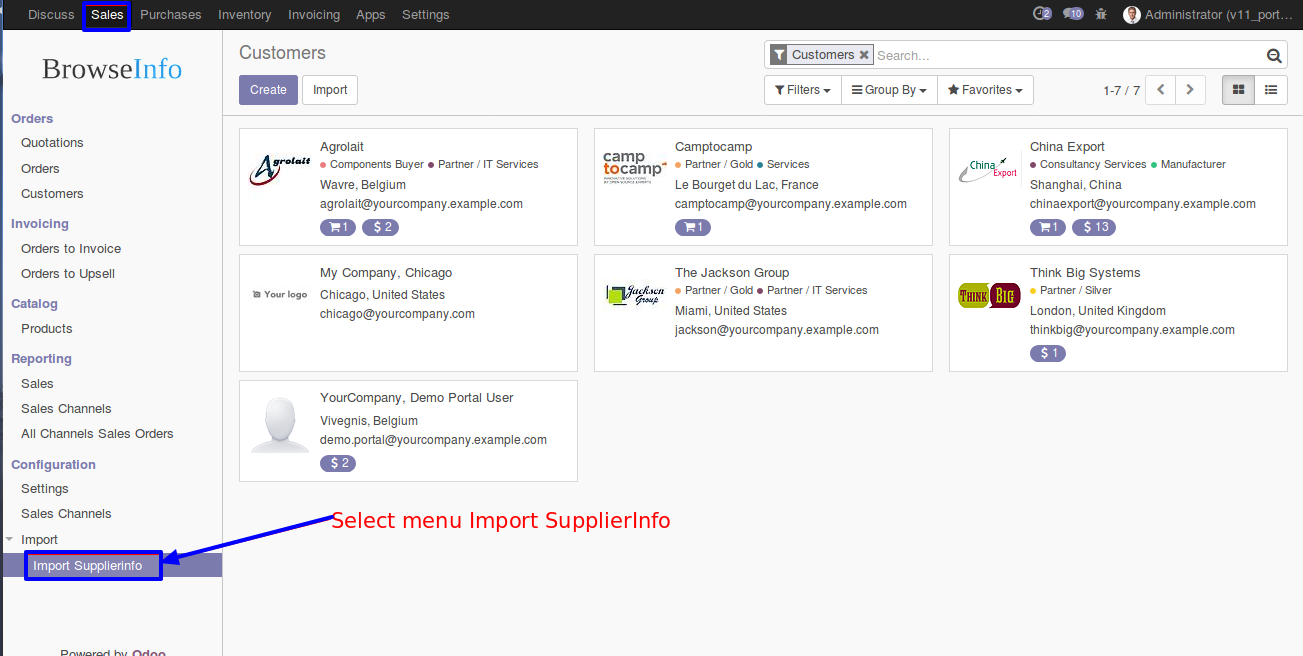 Discuss Sales Purchases Inventory Invoicing Apps Settings 2 10 Administrator (v11_port...
BrowseInfo
Orders
Quotations
Orders
Customers
Invoicing
Orders to Invoice
Orders to Upsell
Catalog
Products
Reporting
Sales
Sales Channels
All Channels Sales Orders
Configuration
Settings
Sales Channels
Import
Import Supplierinfo
Powered by Odoo
Customers
Customers Search...
Create Import
Filters Group By Favorites 1-7 / 7
Agrolait
Agrolait
Components Buyer Partner / IT Services
Wavre, Belgium
agrolait@yourcompany.example.com
1 $ 2
camp
tocamp
INNOVATIVE SOLUTIONS
BY OPEN SOURCE EXPERTS
Camptocamp
Partner / Gold Services
Le Bourget du Lac, France
camptocamp@yourcompany.example.com
1
China
Export
China Export
Consultancy Services Manufacturer
Shanghai, China
chinaexport@yourcompany.example.com
1 $ 13
Your logo
My Company, Chicago
Chicago, United States
chicago@yourcompany.com
Jackson
Group
The Jackson Group
Partner / Gold Partner / IT Services
Miami, United States
jackson@yourcompany.example.com
THINK BIG
Think Big Systems
Partner / Silver
London, United Kingdom
thinkbig@yourcompany.example.com
$ 1
YourCompany, Demo Portal User
Vivegnis, Belgium
demo.portal@yourcompany.example.com
$ 2
Select menu Import SupplierInfo